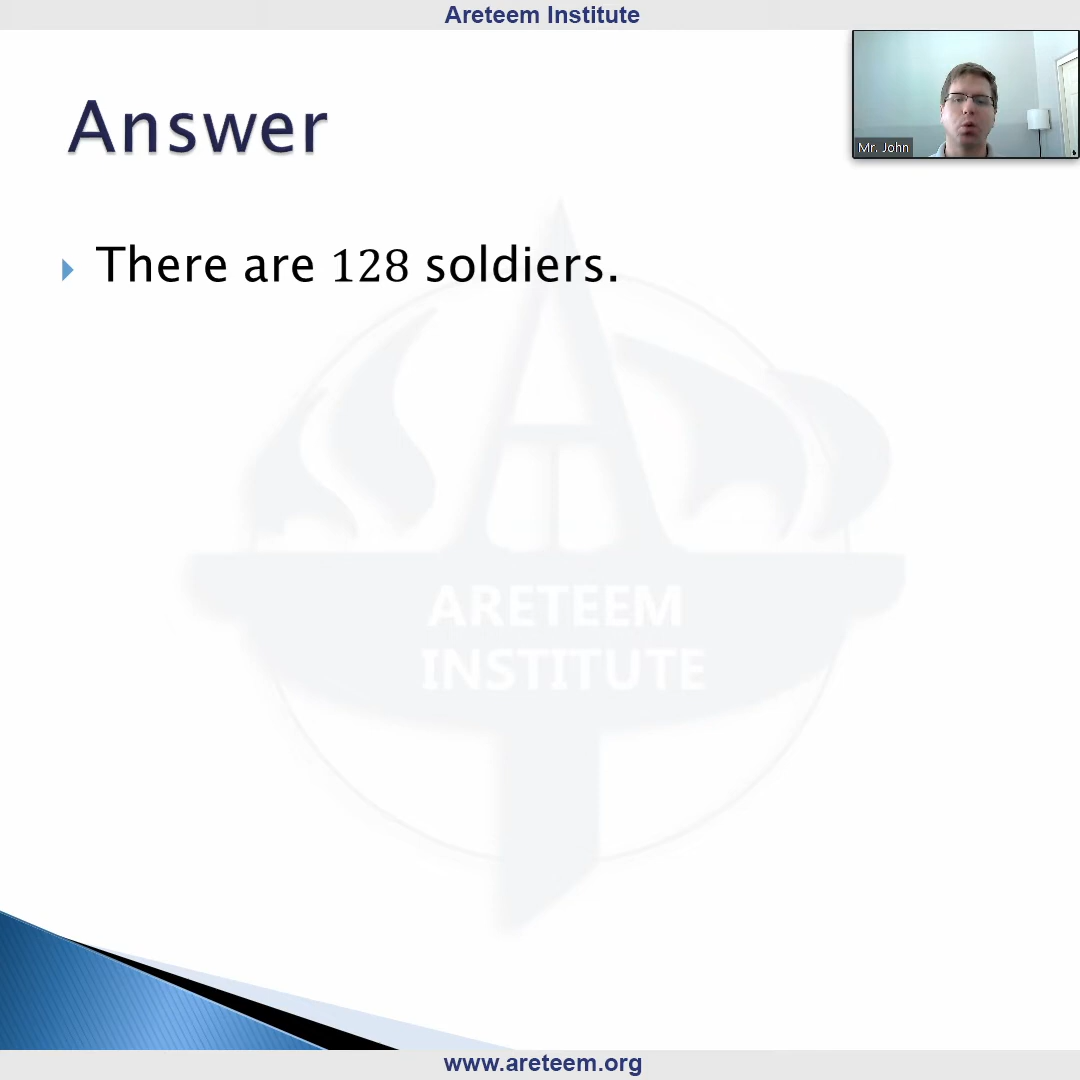 Areteem Institute
Mr. John
Answer
There are 128 soldiers.
ARETEEM
INSTITUTE
www.areteem.org